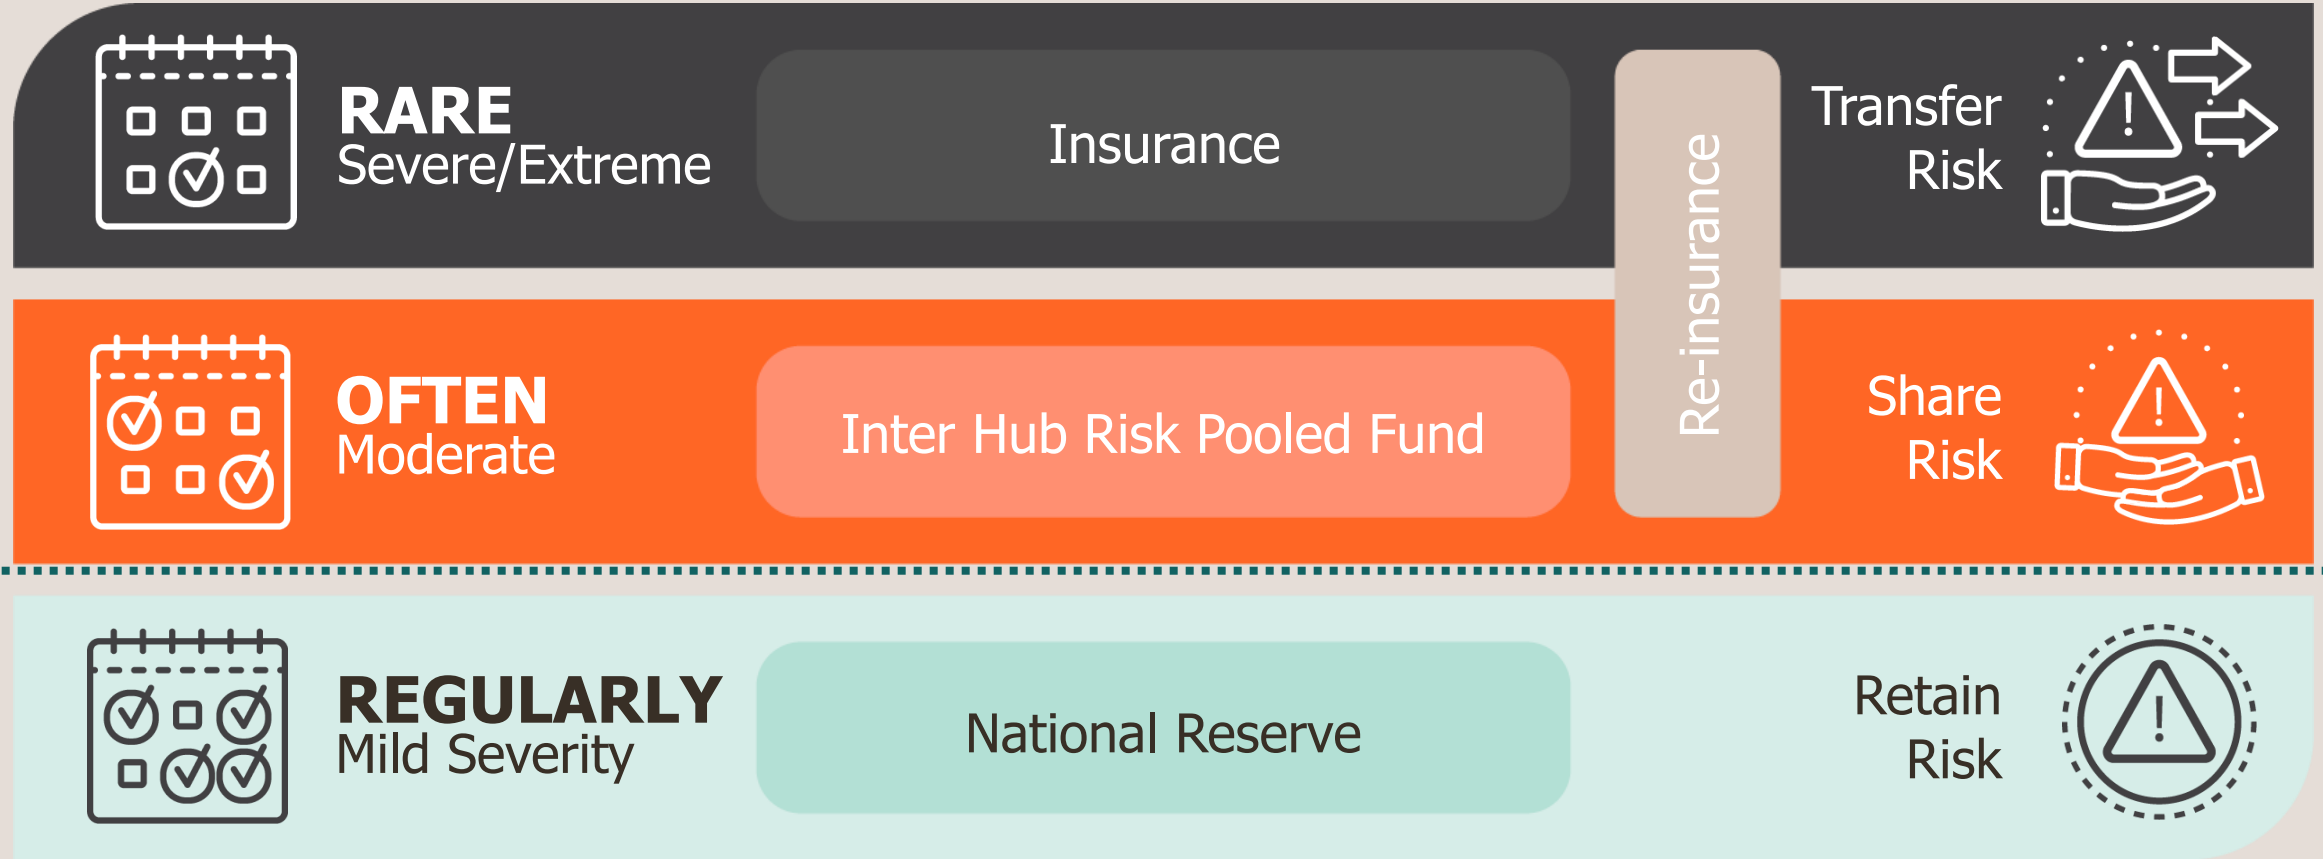 RARE
Severe/Extreme
Insurance
Re-insurance
Transfer
Risk
OFTEN
Moderate
Inter Hub Risk Pooled Fund
Share
Risk
REGULARLY
Mild Severity
National Reserve
Retain
Risk